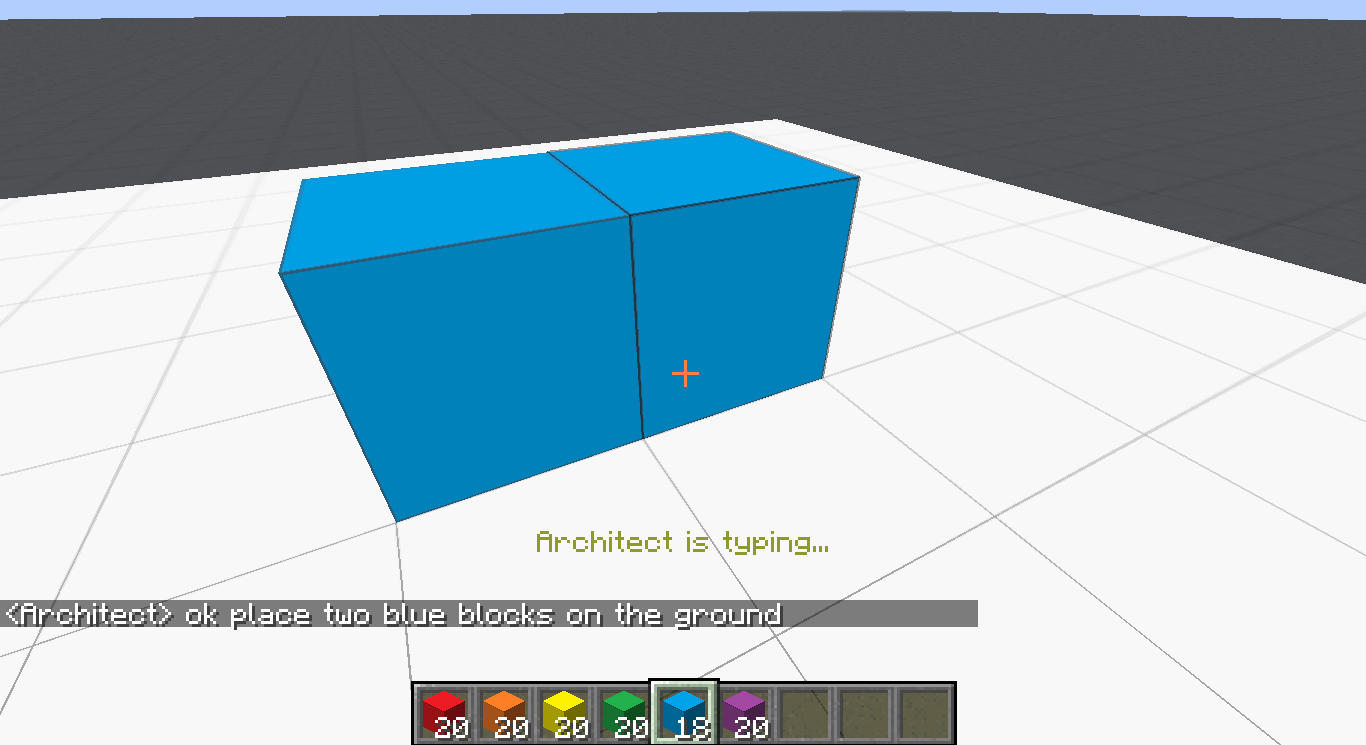 Architect is typing...
<Architect> ok place two blue blocks on the ground
20 20 20 20 18 20